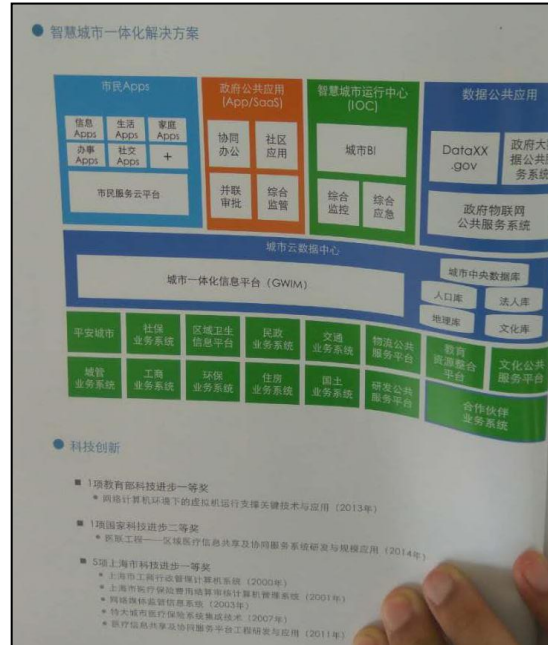 智慧城市一体化解决方案
市民Apps
信息
Apps
生活
Apps
家庭
Apps
办事
Apps
社交
Apps
+
市民服务云平台
政府公共应用
(App/SaaS)
协同
办公
社区
应用
并联
审批
综合
监管
智慧城市运行中心
(IOC)
城市BI
综合
监控
综合
应急
数据公共应用
DataXX
.gov
政府大数
据公共服
务系统
政府物联网
公共服务系统
城市云数据中心
城市一体化信息平台（GWIM）
城市中央数据库
人口库
法人库
地理库
文化库
平安城市
社保
业务系统
区域卫生
信息平台
民政
业务系统
交通
业务系统
物流公共
服务平台
教育
资源整合
平台
文化公共
服务平台
城管
业务系统
工商
业务系统
环保
业务系统
住房
业务系统
国土
业务系统
研发公共
服务平台
合作伙伴
业务系统
科技创新
1项教育部科技进步一等奖
网络计算机环境下的虚拟机运行支撑关键技术与应用（2013年）
1项国家科技进步二等奖
医联工程——区域医疗信息共享及协同服务系统研发与规模应用（2014年）
5项上海市科技进步一等奖
上海市工商行政管理计算机系统（2000年）
上海市医疗保险费用结算审核计算机管理系统（2001年）
网络媒体监管信息系统（2003年）
特大城市医疗保险系统集成技术（2007年）
医疗信息共享及协同服务平台工程研发与应用（2011年）